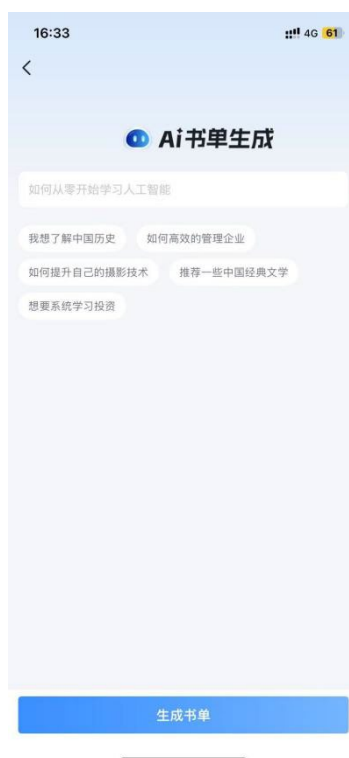 16:33 4G 61
Ai书单生成
如何从零开始学习人工智能
我想了解中国历史 如何高效的管理企业
如何提升自己的摄影技术 推荐一些中国经典文学
想要系统学习投资
生成书单